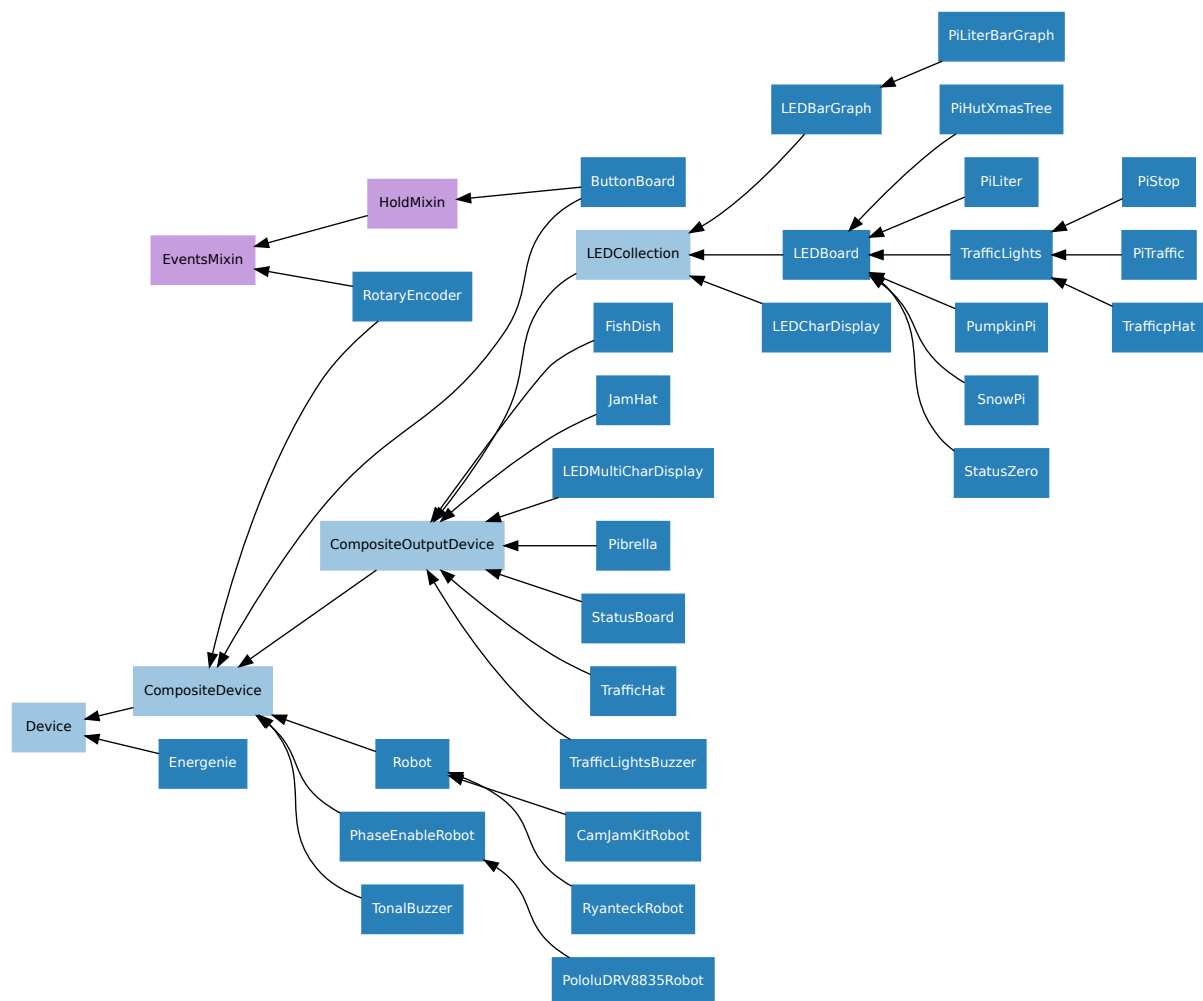 PiLiterBarGraph
LEDBarGraph
PiHutXmasTree
ButtonBoard
PiLiter
PiStop
HoldMixin
EventsMixin
LEDCollection
LEDBoard
TrafficLights
PiTraffic
RotaryEncoder
FishDish
LEDCharDisplay
PumpkinPi
TrafficpHat
JamHat
SnowPi
LEDMultiCharDisplay
StatusZero
CompositeOutputDevice
Pibrella
StatusBoard
CompositeDevice
TrafficHat
Device
Energenie
Robot
TrafficLightsBuzzer
PhaseEnableRobot
CamJamKitRobot
TonalBuzzer
RyanteckRobot
PololuDRV8835Robot